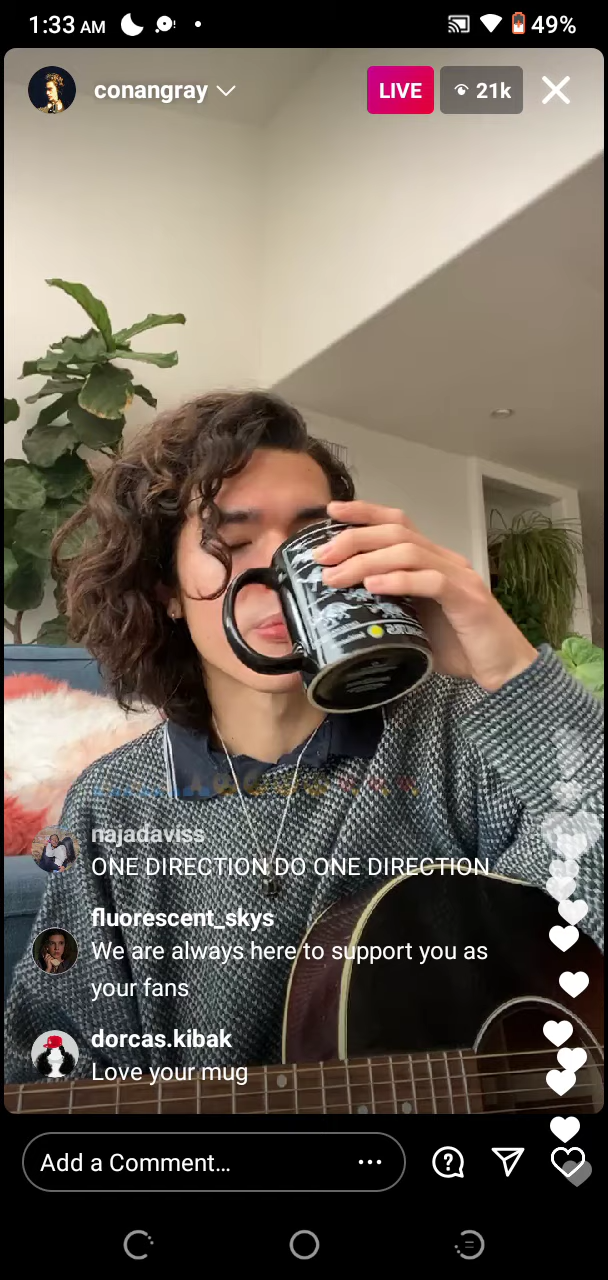 1:33 AM
49%
conangray
LIVE
21k
najadaviss
ONE DIRECTION DO ONE DIRECTION
fluorescent_skys
We are always here to support you as
your fans
dorcas.kibak
Love your mug
Add a Comment…